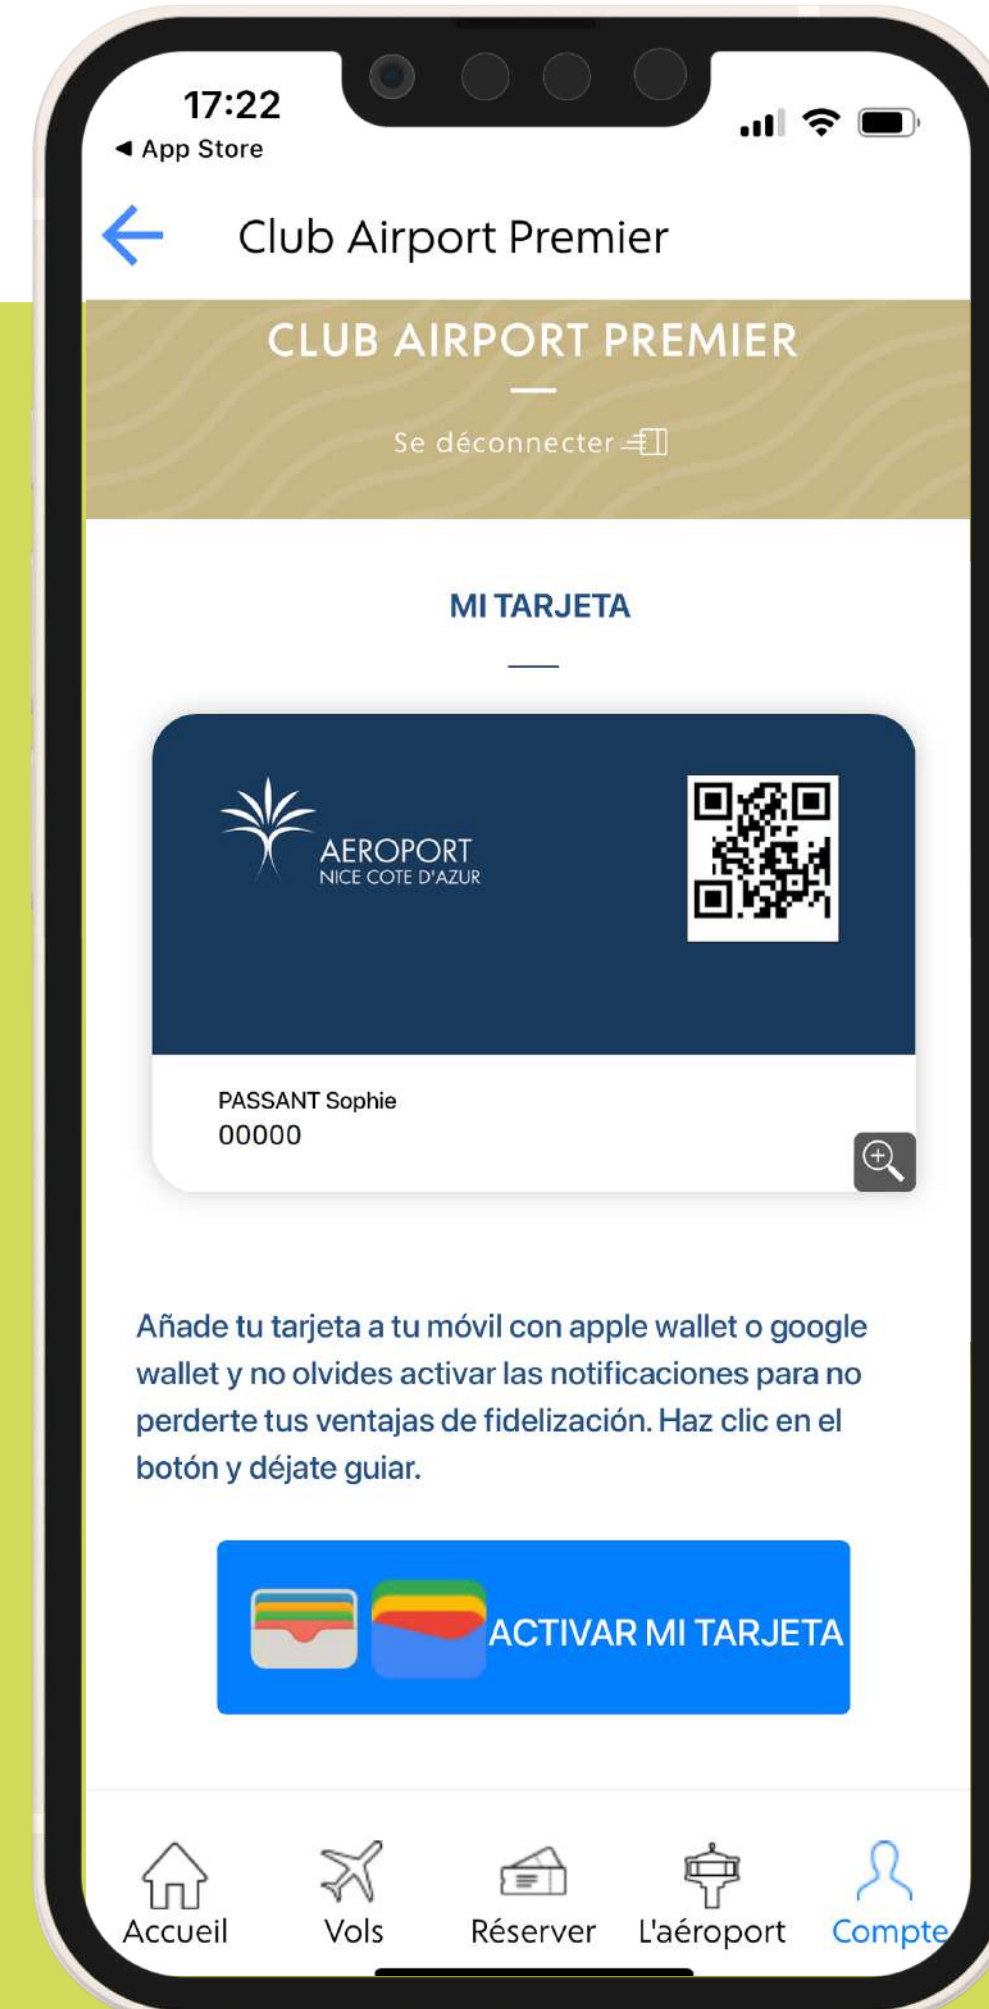 17:22
◀ App Store
Club Airport Premier
CLUB AIRPORT PREMIER
Se déconnecter
MI TARJETA
AEROPORT
NICE COTE D'AZUR
PASSANT Sophie
00000
Añade tu tarjeta a tu móvil con apple wallet o google
wallet y no olvides activar las notificaciones para no
perderte tus ventajas de fidelización. Haz clic en el
botón y déjate guiar.
ACTIVAR MI TARJETA
Accueil Vols Réserver L'aéroport Compte